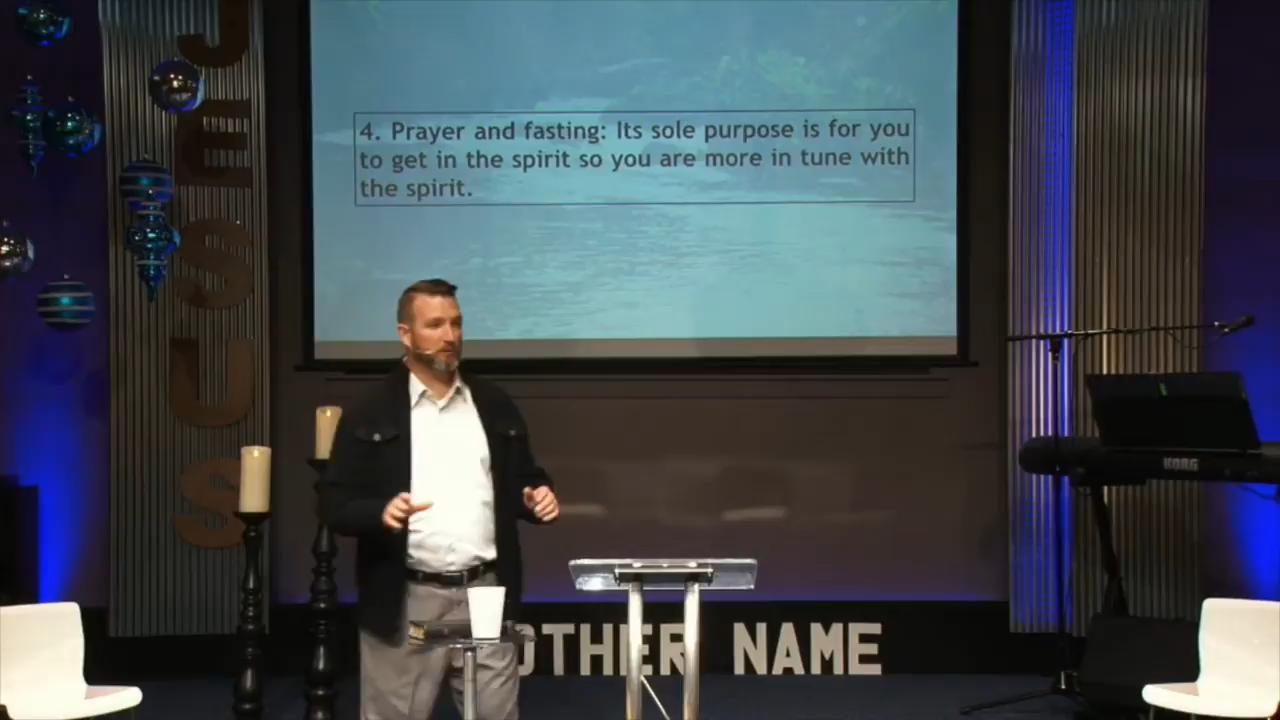 JESUS
4. Prayer and fasting: Its sole purpose is for you
to get in the spirit so you are more in tune with
the spirit.
KORG
OTHER NAME